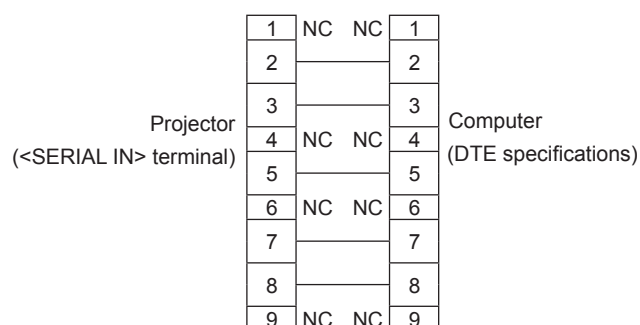 1 NC NC 1
2 2
3 3
Projector
(<SERIAL IN> terminal)
Computer
(DTE specifications)
4 NC NC 4
5 5
6 NC NC 6
7 7
8 8
9 NC NC 9